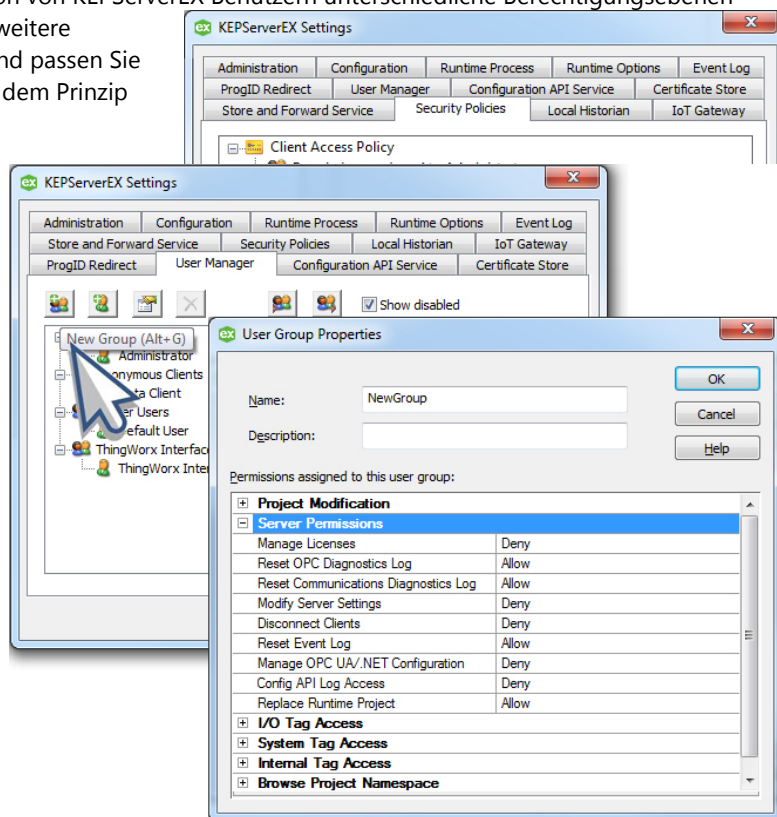 von KEPServerEX Benutzern unterschiedliche Berechtigungsebenen
weitere
nd passen Sie
dem Prinzip
KEPServerEX Settings
Administration Configuration Runtime Process Runtime Options Event Log
ProgID Redirect User Manager Configuration API Service Certificate Store
Store and Forward Service Security Policies Local Historian IoT Gateway
Client Access Policy
KEPServerEX Settings
Administration Configuration Runtime Process Runtime Options Event Log
Store and Forward Service Security Policies Local Historian IoT Gateway
ProgID Redirect User Manager Configuration API Service Certificate Store
Show disabled
New Group (Alt+G)
Administrator
onymous Clients
ta Client
er Users
efault User
ThingWorx Interfac
ThingWorx Inter
User Group Properties
Name: NewGroup
Description:
OK
Cancel
Help
Permissions assigned to this user group:
Project Modification
Server Permissions
Manage Licenses Deny
Reset OPC Diagnostics Log Allow
Reset Communications Diagnostics Log Allow
Modify Server Settings Deny
Disconnect Clients Deny
Reset Event Log Allow
Manage OPC UA/.NET Configuration Deny
Config API Log Access Deny
Replace Runtime Project Allow
I/O Tag Access
System Tag Access
Internal Tag Access
Browse Project Namespace